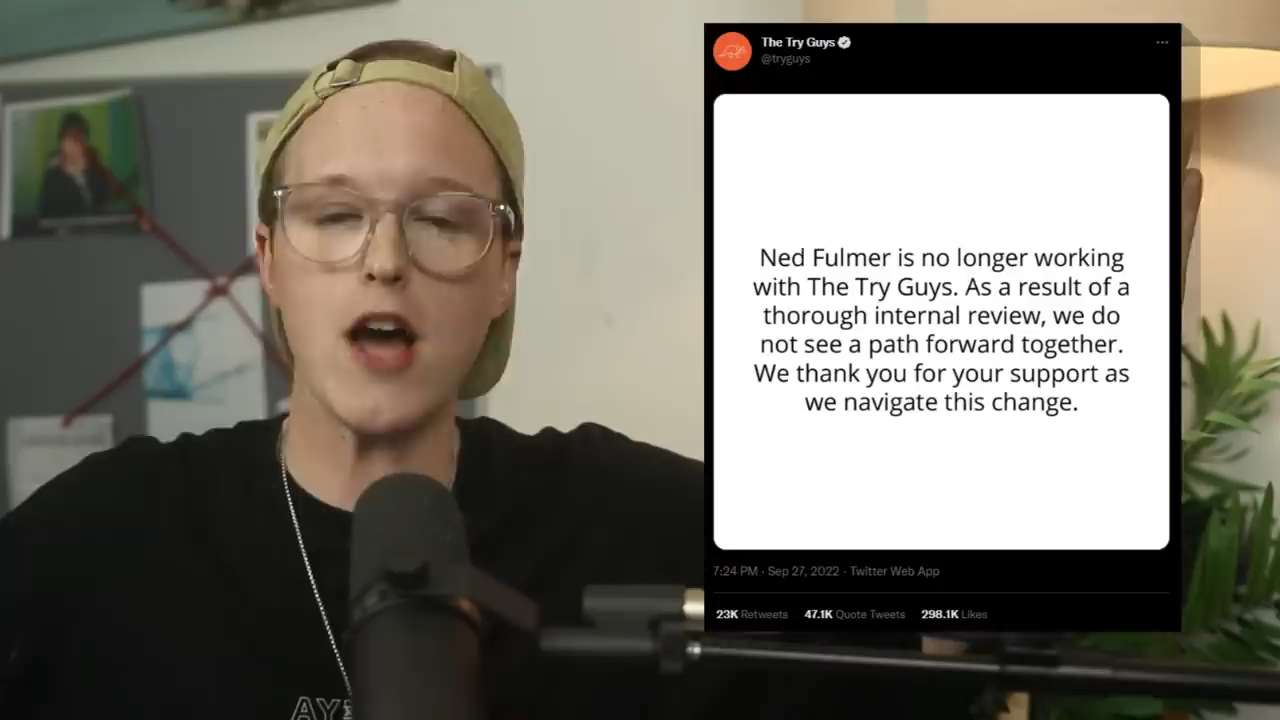 The Try Guys
@tryguys
Ned Fulmer is no longer working
with The Try Guys. As a result of a
thorough internal review, we do
not see a path forward together.
We thank you for your support as
we navigate this change.
7:24 PM · Sep 27, 2022 · Twitter Web App
23K Retweets 47.1K Quote Tweets 298.1K Likes